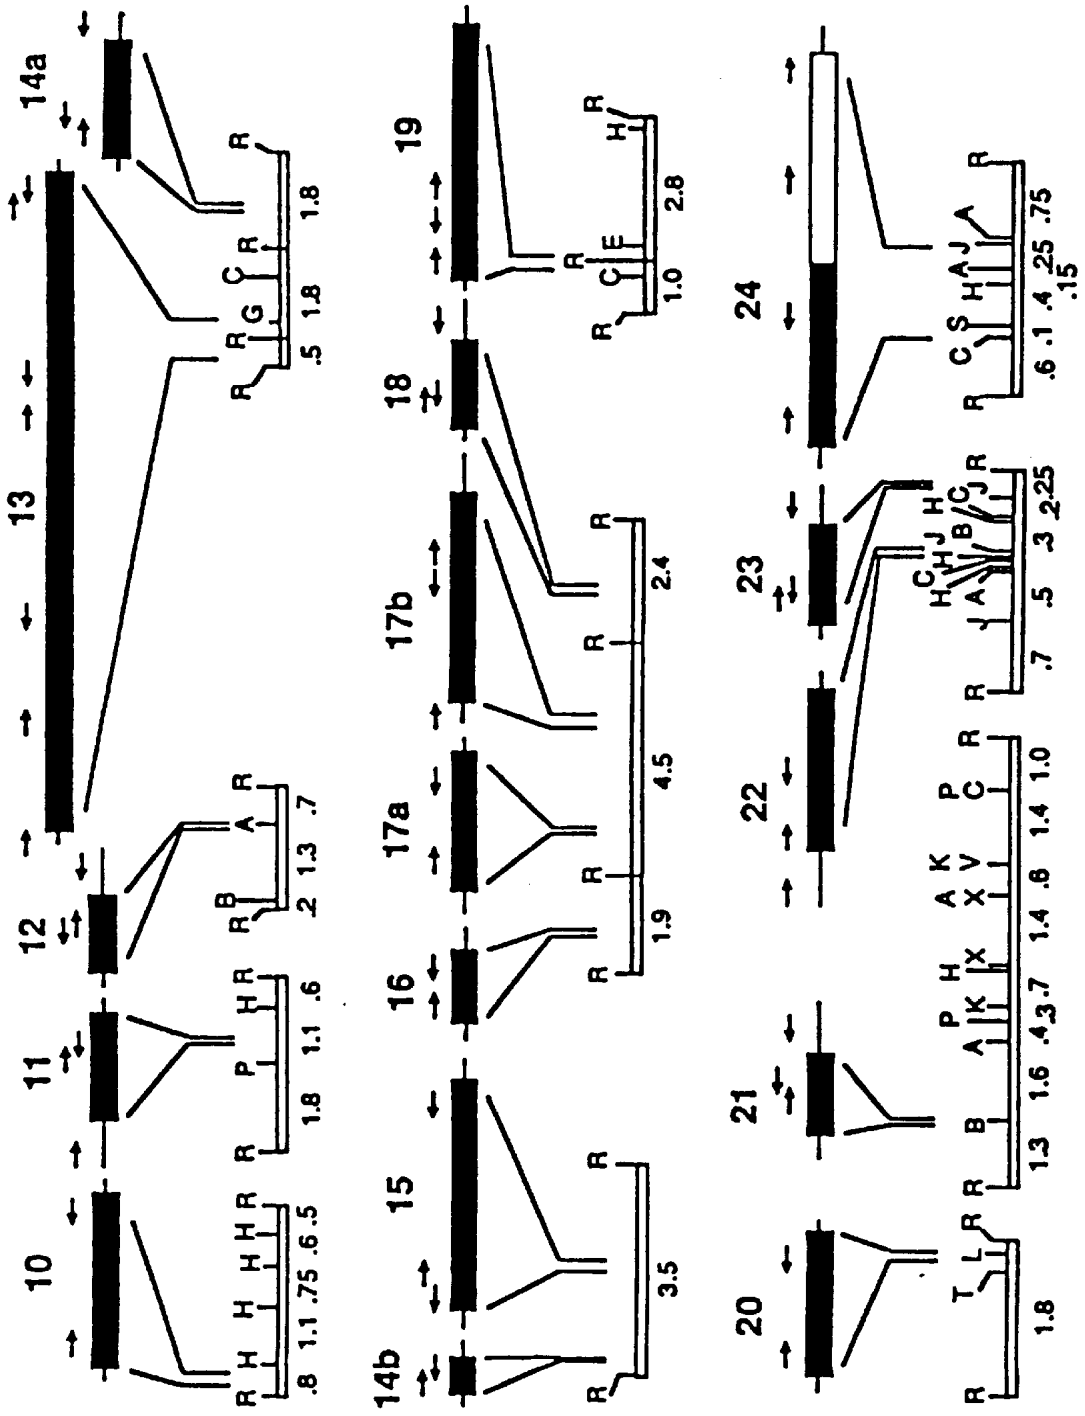 10 11 12 13 14a
R H H H H R
.8 1.1 .75 .6 .5
R P H R
1.8 1.1 .6
R B A R
.2 1.3 .7
R R G C R R
.5 1.8 1.8
14b 15 16 17a 17b 18 19
R R
3.5
R R R R
1.9 4.5 2.4
R C R E H R
1.0 2.8
20 21 22 23 24
R T L R
1.8
R B A P K H X A X K V P C R
1.3 1.6 .4 .3 .7 1.4 .6 1.4 1.0
R J A H C H J B H C J R
.7 .5 .3 .2 .25
R C S H A J A R
.6 .1 .4 .25 .75
.15